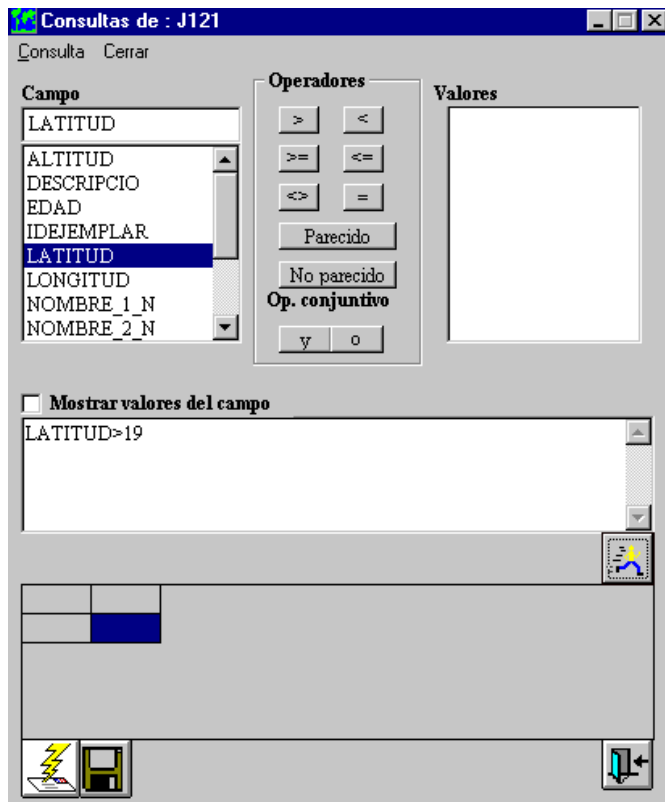 Consultas de : J121
Consulta Cerrar
Campo
LATITUD
ALTITUD
DESCRIPCIO
EDAD
IDEJEMPLAR
LATITUD
LONGITUD
NOMBRE_1_N
NOMBRE_2_N
Operadores
> <
>= <=
<> =
Parecido
No parecido
Op. conjuntivo
y o
Valores
Mostrar valores del campo
LATITUD>19